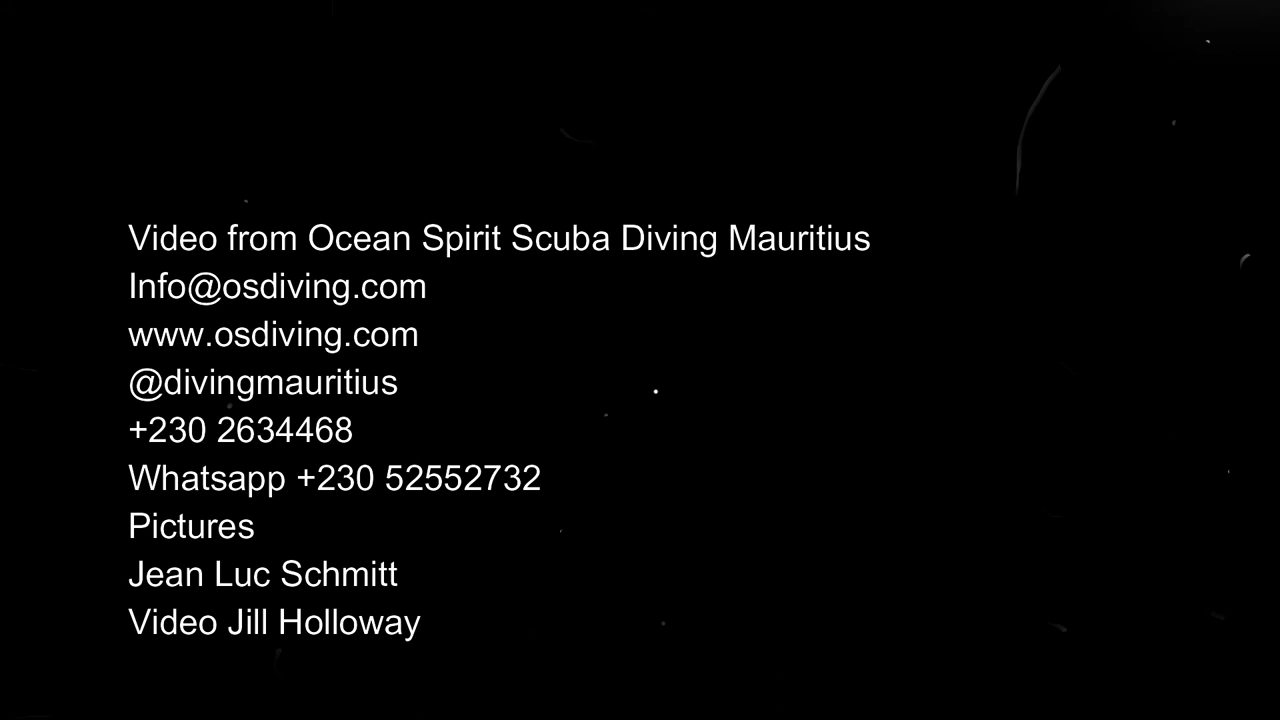 Video from Ocean Spirit Scuba Diving Mauritius
Info@osdiving.com
www.osdiving.com
@divingmauritius
+230 2634468
Whatsapp +230 52552732
Pictures
Jean Luc Schmitt
Video Jill Holloway